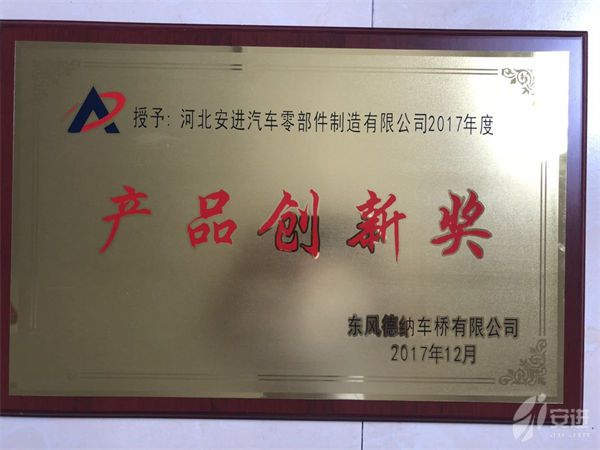 授予：河北安进汽车零部件制造有限公司2017年度
产品创新奖
东风德纳车桥有限公司
2017年12月
安进